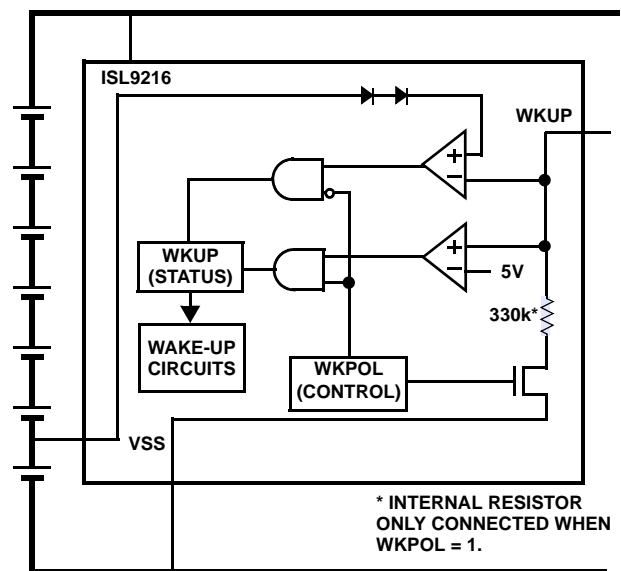 ISL9216
WKUP
+
−
WKUP
(STATUS)
+
−
5V
330k*
WAKE-UP
CIRCUITS
WKPOL
(CONTROL)
VSS
* INTERNAL RESISTOR
ONLY CONNECTED WHEN
WKPOL = 1.